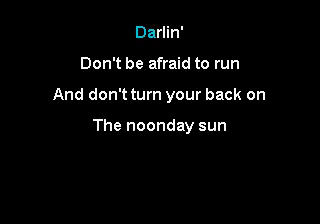 Darlin'
Don't be afraid to run
And don't turn your back on
The noonday sun